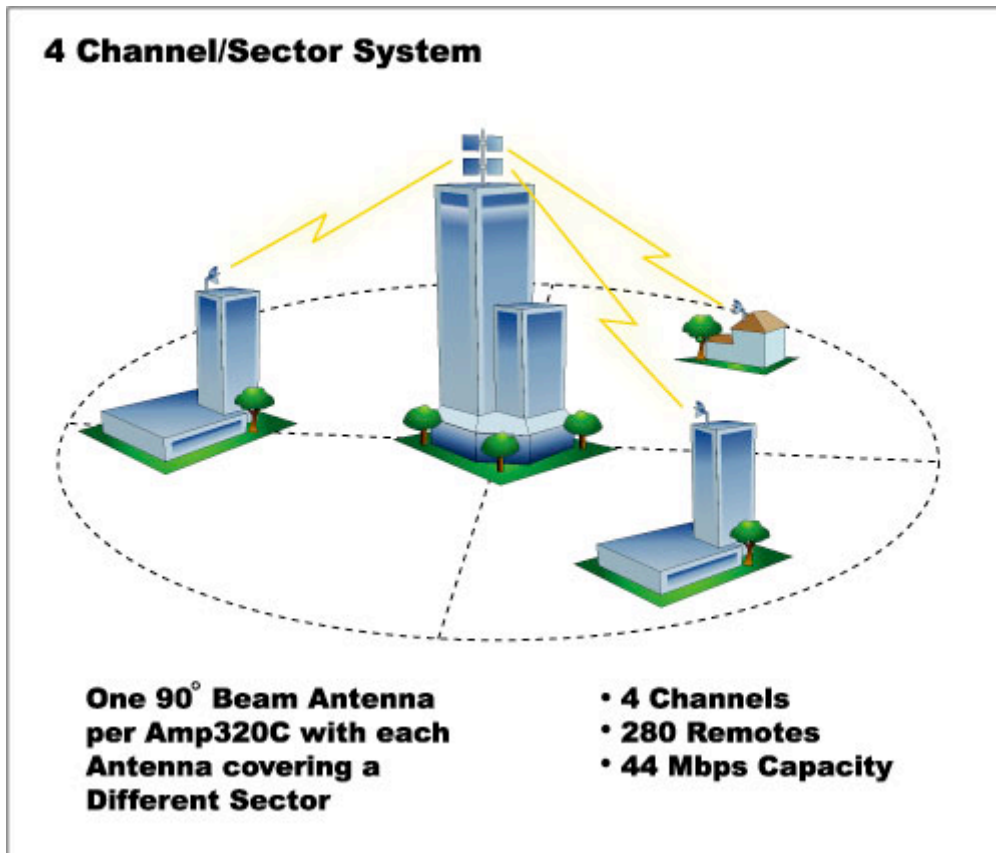 4 Channel/Sector System
One 90° Beam Antenna
per Amp320C with each
Antenna covering a
Different Sector
• 4 Channels
• 280 Remotes
• 44 Mbps Capacity